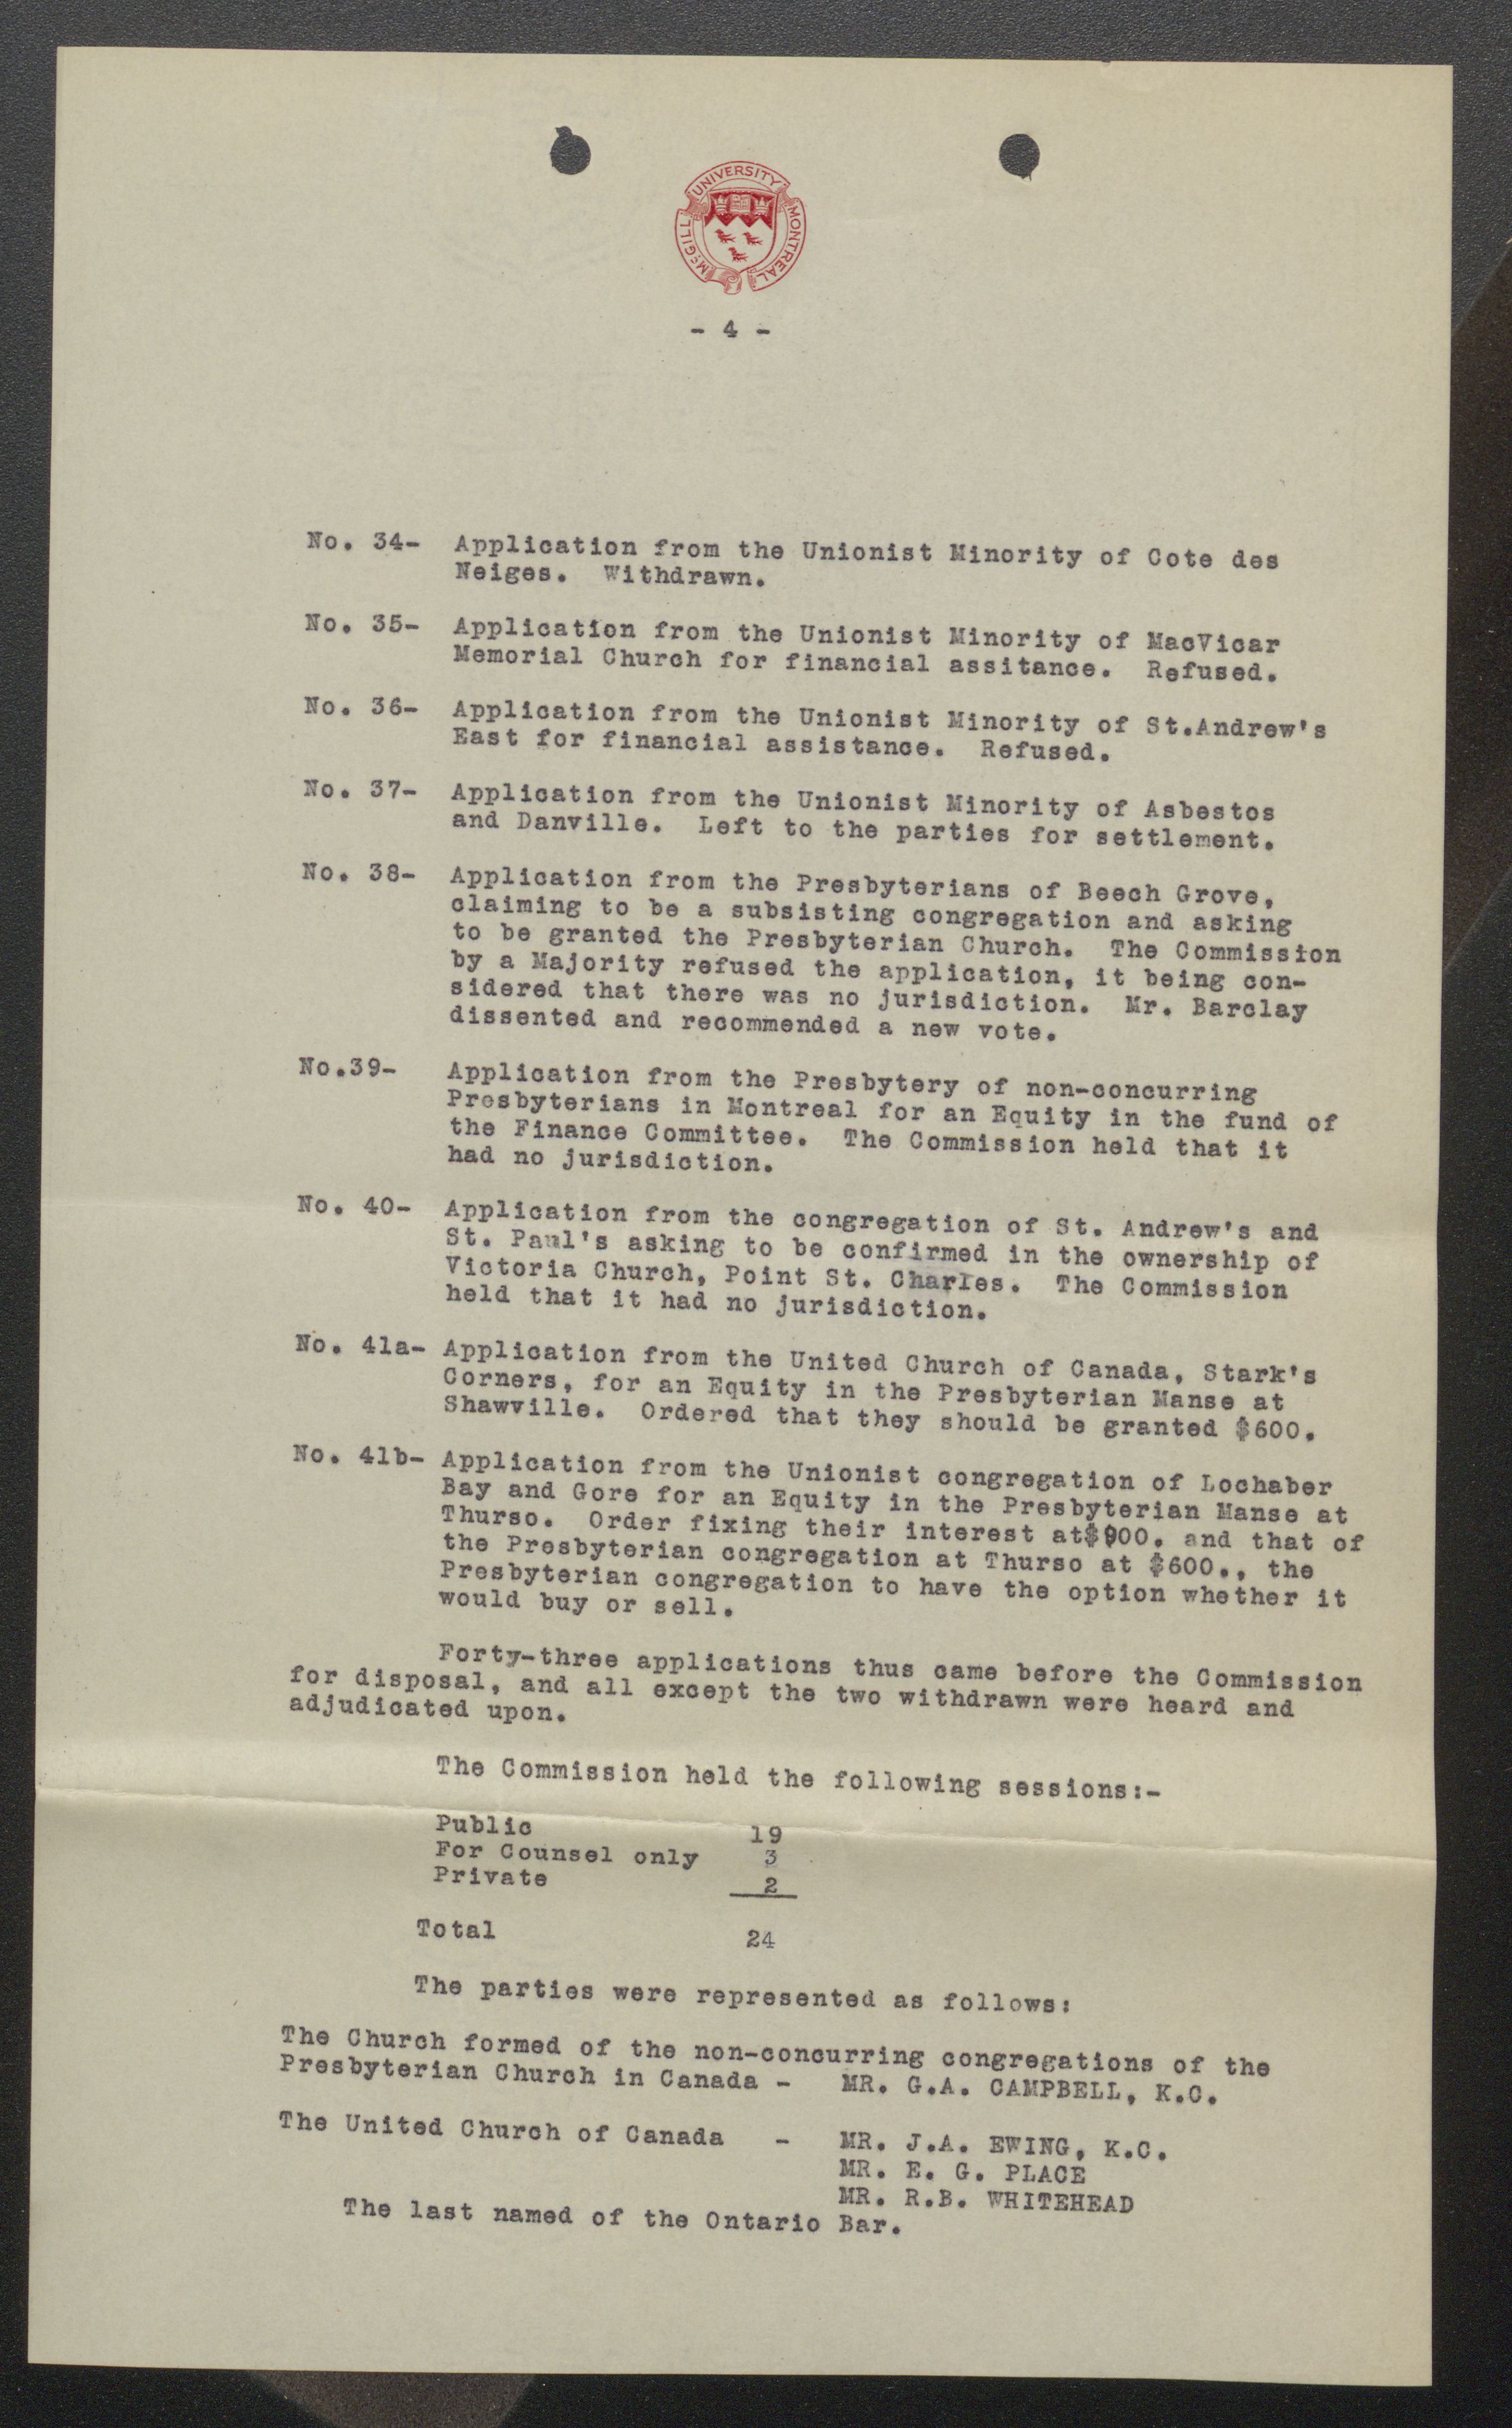 McGILL UNIVERSITY MONTREAL
- 4 -
No. 34- Application from the Unionist Minority of Cote des
Neiges. Withdrawn.
No. 35- Application from the Unionist Minority of MacVicar
Memorial Church for financial assitance. Refused.
No. 36- Application from the Unionist Minority of St.Andrew's
East for financial assistance. Refused.
No. 37- Application from the Unionist Minority of Asbestos
and Danville. Left to the parties for settlement.
No. 38- Application from the Presbyterians of Beech Grove,
claiming to be a subsisting congregation and asking
to be granted the Presbyterian Church. The Commission
by a Majority refused the application, it being con-
sidered that there was no jurisdiction. Mr. Barclay
dissented and recommended a new vote.
No.39- Application from the Presbytery of non-concurring
Presbyterians in Montreal for an Equity in the fund of
the Finance Committee. The Commission held that it
had no jurisdiction.
No. 40- Application from the congregation of St. Andrew's and
St. Paul's asking to be confirmed in the ownership of
Victoria Church, Point St. Charles. The Commission
held that it had no jurisdiction.
No. 41a- Application from the United Church of Canada, Stark's
Corners, for an Equity in the Presbyterian Manse at
Shawville. Ordered that they should be granted $600.
No. 41b- Application from the Unionist congregation of Lochaber
Bay and Gore for an Equity in the Presbyterian Manse at
Thurso. Order fixing their interest at$900. and that of
the Presbyterian congregation at Thurso at $600., the
Presbyterian congregation to have the option whether it
would buy or sell.
Forty-three applications thus came before the Commission
for disposal, and all except the two withdrawn were heard and
adjudicated upon.
The Commission held the following sessions:-
Public 19
For Counsel only 3
Private 2
Total 24
The parties were represented as follows:
The Church formed of the non-concurring congregations of the
Presbyterian Church in Canada - MR. G.A. CAMPBELL, K.C.
The United Church of Canada - MR. J.A. EWING, K.C.
MR. E. G. PLACE
MR. R.B. WHITEHEAD
The last named of the Ontario Bar.